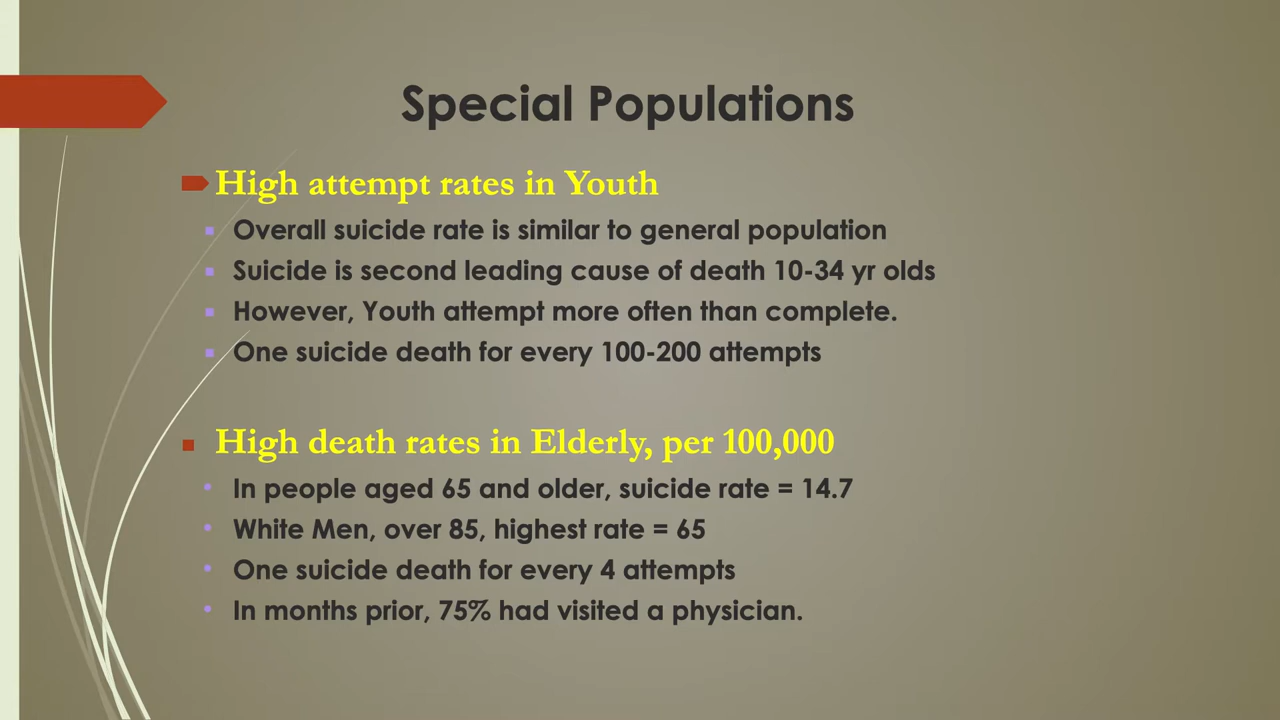 Special Populations
High attempt rates in Youth
Overall suicide rate is similar to general population
Suicide is second leading cause of death 10-34 yr olds
However, Youth attempt more often than complete.
One suicide death for every 100-200 attempts
High death rates in Elderly, per 100,000
In people aged 65 and older, suicide rate = 14.7
White Men, over 85, highest rate = 65
One suicide death for every 4 attempts
In months prior, 75% had visited a physician.